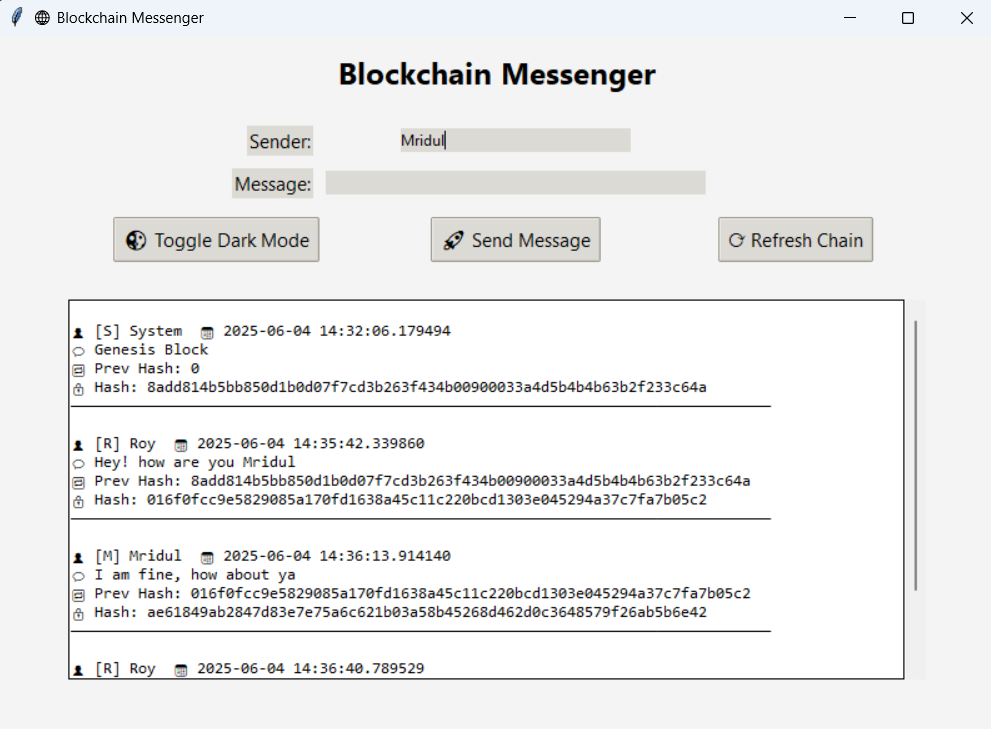 Blockchain Messenger
Blockchain Messenger
Sender: Mridul
Message:
Toggle Dark Mode Send Message Refresh Chain
[S] System 2025-06-04 14:32:06.179494
Genesis Block
Prev Hash: 0
Hash: 8add814b5bb850d1b0d07f7cd3b263f434b00900033a4d5b4b4b63b2f233c64a
[R] Roy 2025-06-04 14:35:42.339860
Hey! how are you Mridul
Prev Hash: 8add814b5bb850d1b0d07f7cd3b263f434b00900033a4d5b4b4b63b2f233c64a
Hash: 016f0fcc9e5829085a170fd1638a45c11c220bcd1303e045294a37c7fa7b05c2
[M] Mridul 2025-06-04 14:36:13.914140
I am fine, how about ya
Prev Hash: 016f0fcc9e5829085a170fd1638a45c11c220bcd1303e045294a37c7fa7b05c2
Hash: ae61849ab2847d83e7e75a6c621b03a58b45268d462d0c3648579f26ab5b6e42
[R] Roy 2025-06-04 14:36:40.789529